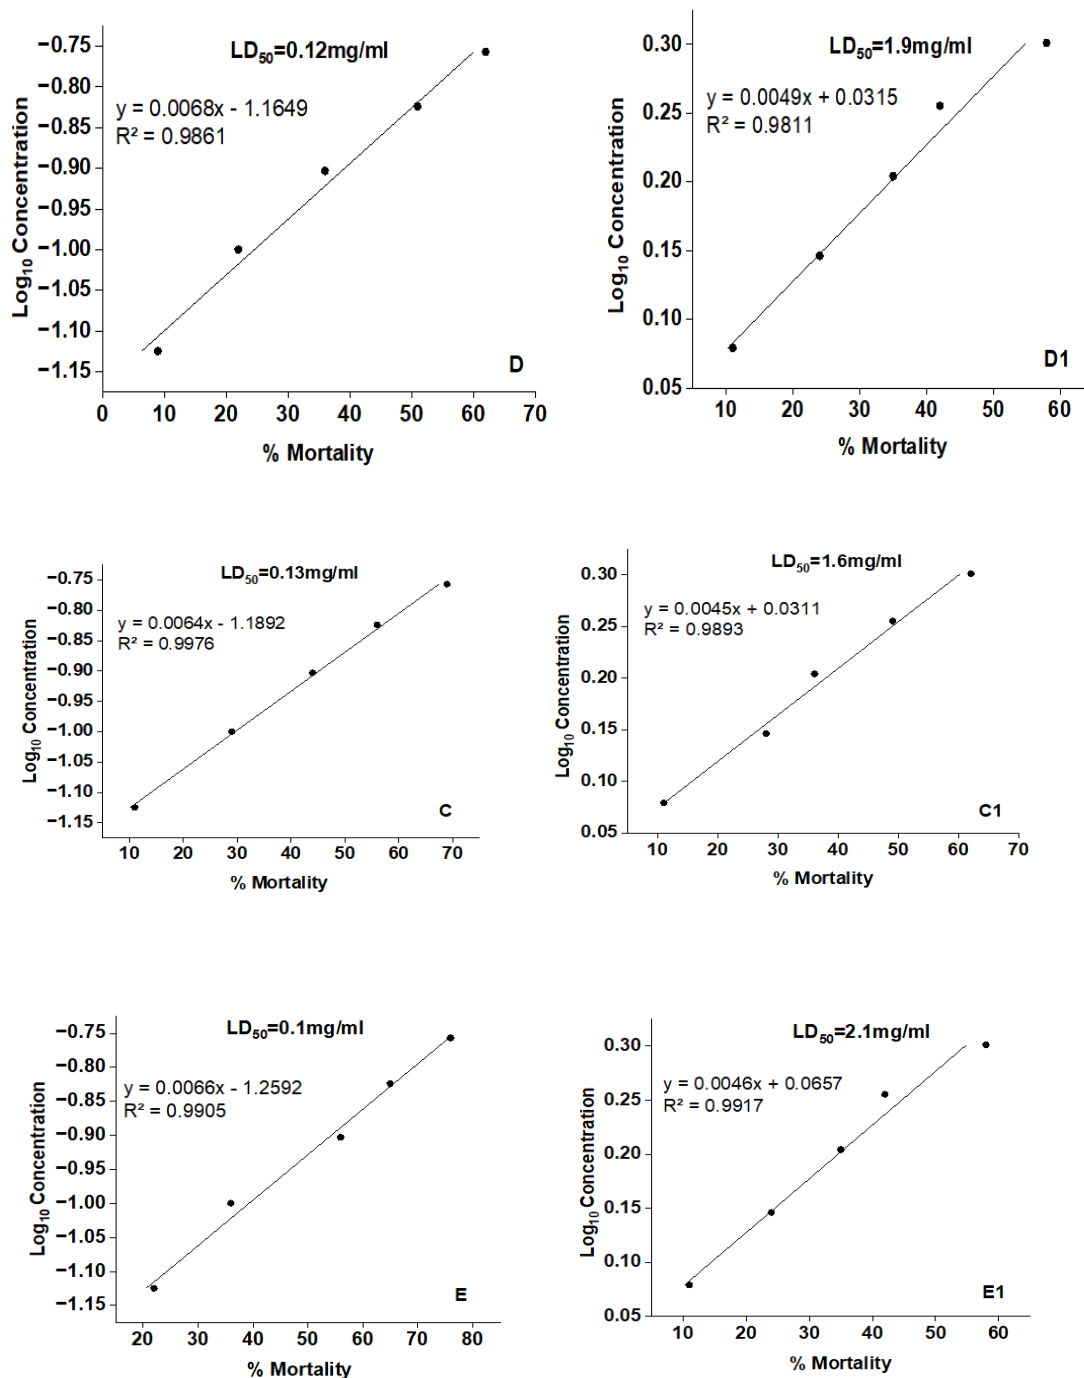 LD₅₀=0.12mg/ml
y = 0.0068x - 1.1649
R² = 0.9861
Log₁₀ Concentration
−0.75
−0.80
−0.85
−0.90
−0.95
−1.00
−1.05
−1.10
−1.15
D
0 10 20 30 40 50 60 70
% Mortality
LD₅₀=1.9mg/ml
y = 0.0049x + 0.0315
R² = 0.9811
Log₁₀ Concentration
0.30
0.25
0.20
0.15
0.10
0.05
D1
10 20 30 40 50 60
% Mortality
LD₅₀=0.13mg/ml
y = 0.0064x - 1.1892
R² = 0.9976
Log₁₀ Concentration
−0.75
−0.80
−0.85
−0.90
−0.95
−1.00
−1.05
−1.10
−1.15
C
10 20 30 40 50 60 70
% Mortality
LD₅₀=1.6mg/ml
y = 0.0045x + 0.0311
R² = 0.9893
Log₁₀ Concentration
0.30
0.25
0.20
0.15
0.10
0.05
C1
10 20 30 40 50 60 70
% Mortality
LD₅₀=0.1mg/ml
y = 0.0066x - 1.2592
R² = 0.9905
Log₁₀ Concentration
−0.75
−0.80
−0.85
−0.90
−0.95
−1.00
−1.05
−1.10
−1.15
E
20 30 40 50 60 70 80
% Mortality
LD₅₀=2.1mg/ml
y = 0.0046x + 0.0657
R² = 0.9917
Log₁₀ Concentration
0.30
0.25
0.20
0.15
0.10
0.05
E1
10 20 30 40 50 60
% Mortality